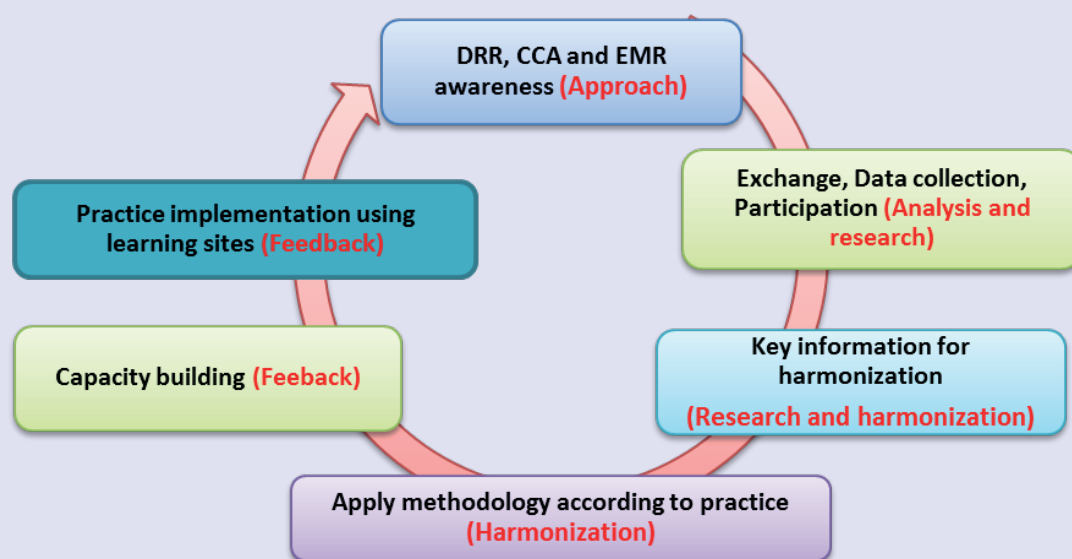 DRR, CCA and EMR
awareness (Approach)
Exchange, Data collection,
Participation (Analysis and
research)
Key information for
harmonization
(Research and harmonization)
Apply methodology according to practice
(Harmonization)
Capacity building (Feeback)
Practice implementation using
learning sites (Feedback)